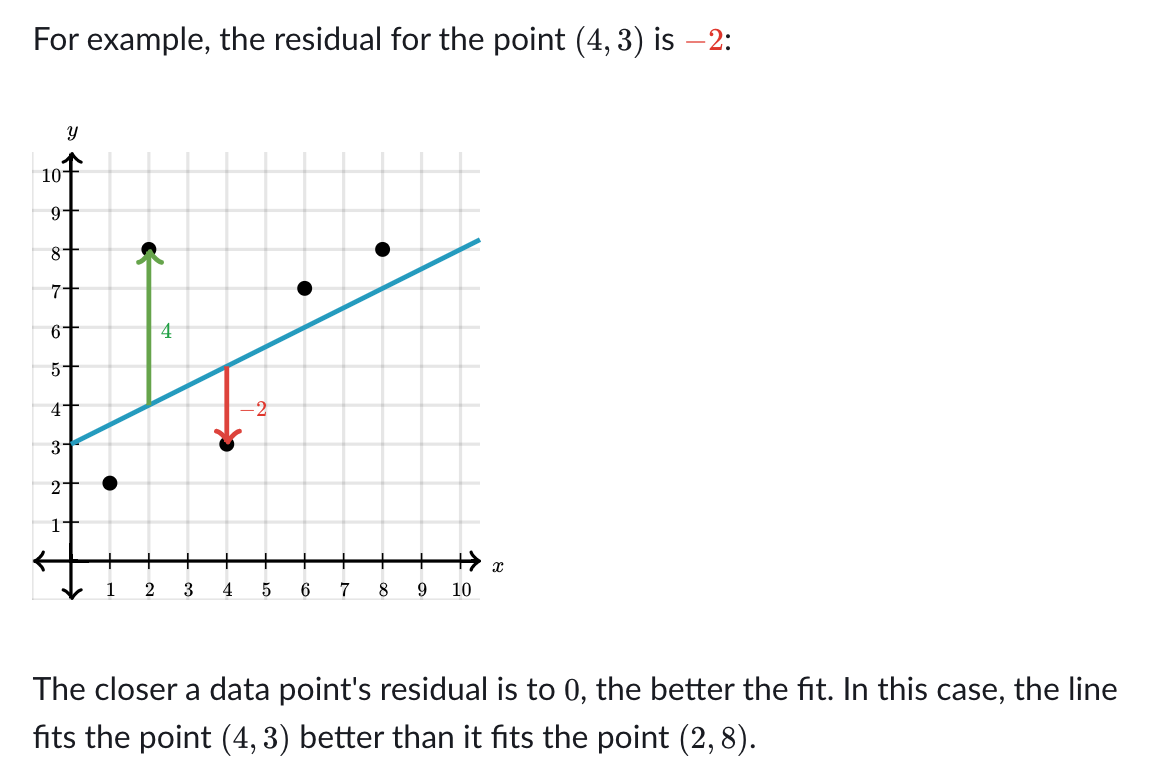 For example, the residual for the point (4, 3) is −2:
y
10
9
8
7
6
5
4
3
2
1
4
−2
x
1 2 3 4 5 6 7 8 9 10
The closer a data point's residual is to 0, the better the fit. In this case, the line
fits the point (4, 3) better than it fits the point (2, 8).